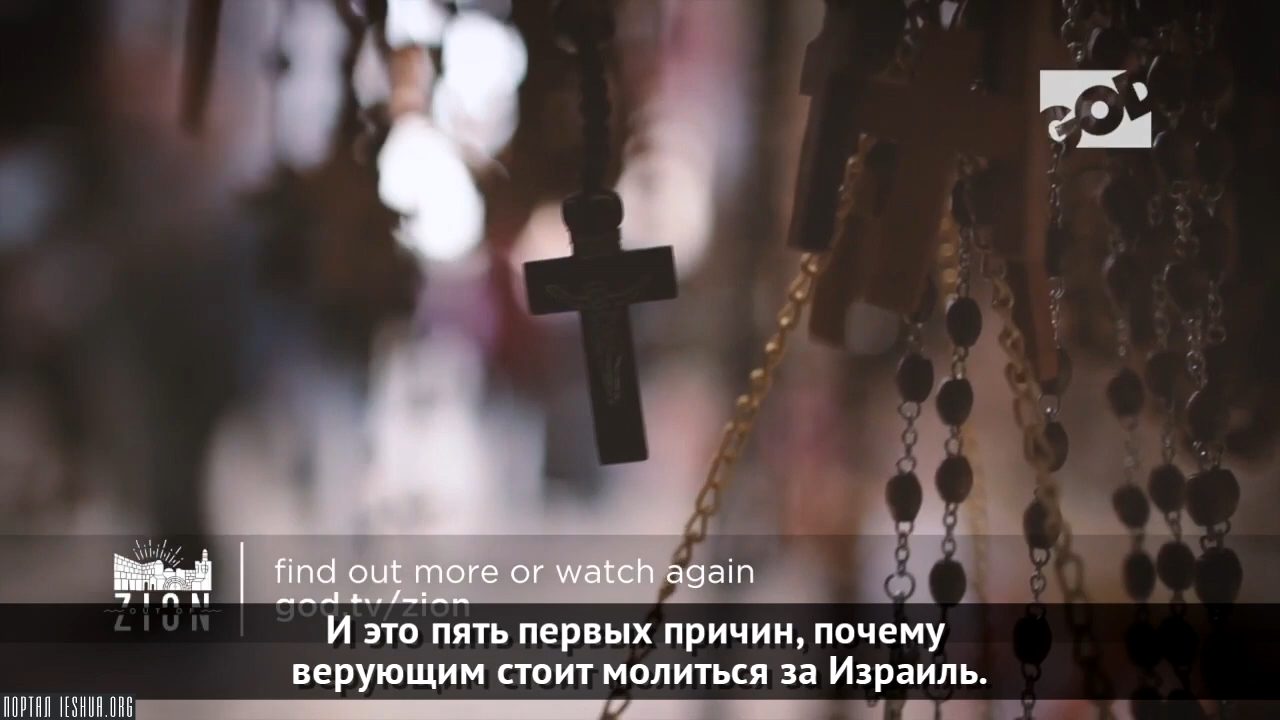 GOD
find out more or watch again
god.tv/zion
ZION
И это пять первых причин, почему
верующим стоит молиться за Израиль.
ПОРТАЛ IESHUA.ORG